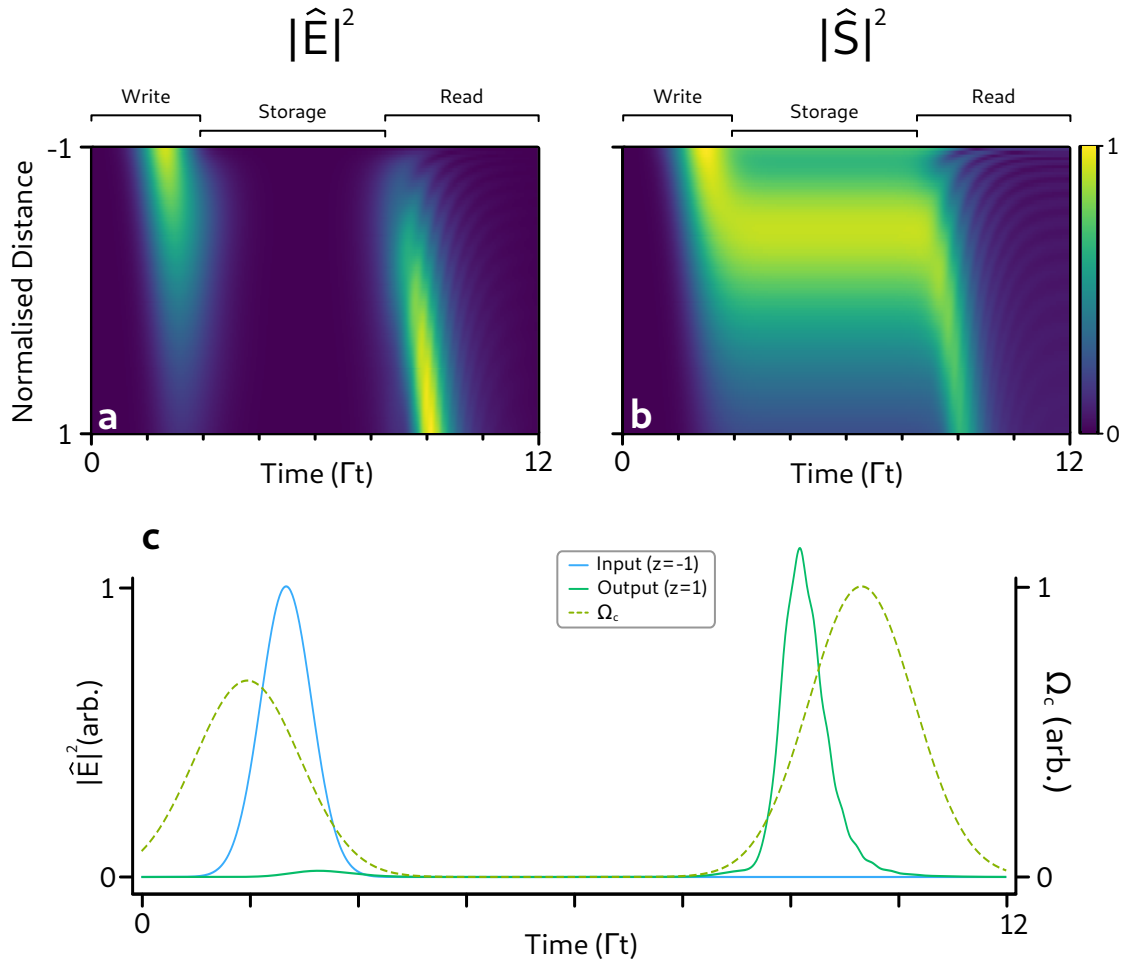 |Ê|² |Ŝ|²
Write Storage Read Write Storage Read
-1 1
Normalised Distance
a b
1 0
0 12 0 12
Time (Γt) Time (Γt)
c
Input (z=-1)
Output (z=1)
Ω꜀
1 1
|Ê|²(arb.) Ω꜀ (arb.)
0 0
0 12
Time (Γt)